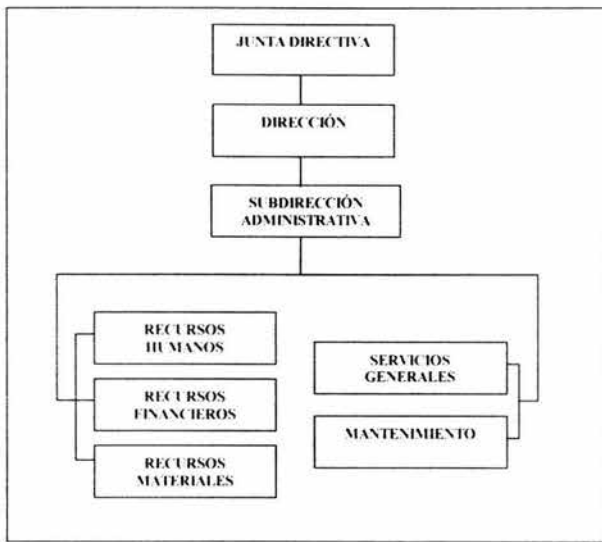 JUNTA DIRECTIVA
DIRECCIÓN
SUBDIRECCIÓN
ADMINISTRATIVA
RECURSOS
HUMANOS
RECURSOS
FINANCIEROS
RECURSOS
MATERIALES
SERVICIOS
GENERALES
MANTENIMIENTO